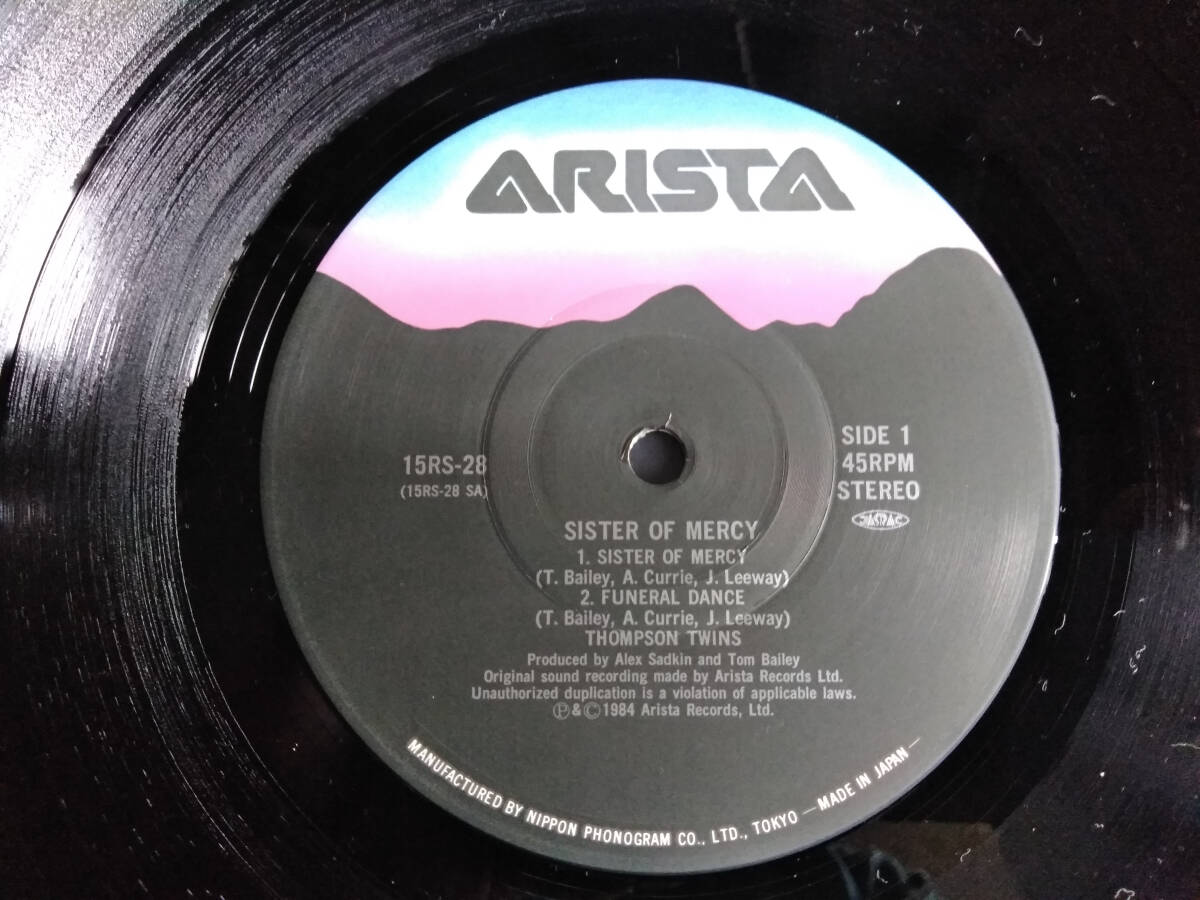 ARISTA
15RS-28
(15RS-28 SA)
SIDE 1
45RPM
STEREO
JASRAC
SISTER OF MERCY
1. SISTER OF MERCY
(T. Bailey, A. Currie, J. Leeway)
2. FUNERAL DANCE
(T. Bailey, A. Currie, J. Leeway)
THOMPSON TWINS
Produced by Alex Sadkin and Tom Bailey
Original sound recording made by Arista Records Ltd.
Unauthorized duplication is a violation of applicable laws.
Ⓟ&©1984 Arista Records, Ltd.
MANUFACTURED BY NIPPON PHONOGRAM CO., LTD., TOKYO —MADE IN JAPAN—